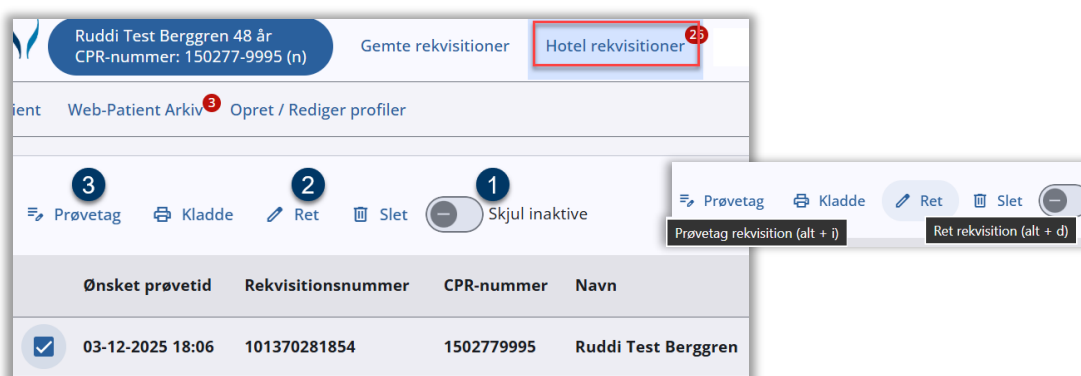 Ruddi Test Berggren 48 år
CPR-nummer: 150277-9995 (n)
Gemte rekvisitioner
Hotel rekvisitioner
26
ient
Web-Patient Arkiv
3
Opret / Rediger profiler
3
2
1
Prøvetag
Kladde
Ret
Slet
Skjul inaktive
Prøvetag
Kladde
Ret
Slet
Prøvetag rekvisition (alt + i)
Ret rekvisition (alt + d)
Ønsket prøvetid
Rekvisitionsnummer
CPR-nummer
Navn
03-12-2025 18:06
101370281854
1502779995
Ruddi Test Berggren